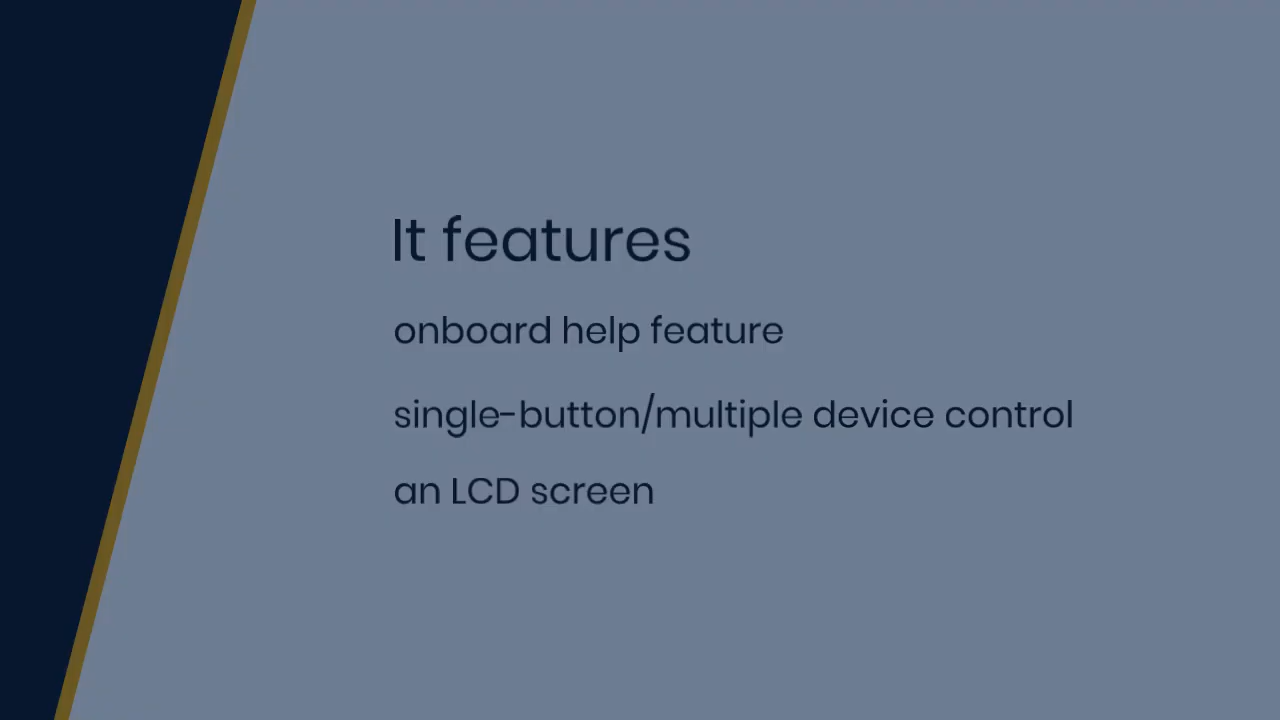 It features
onboard help feature
single-button/multiple device control
an LCD screen